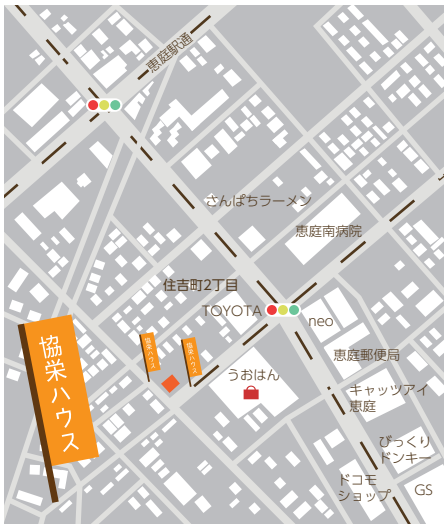 恵庭駅通
さんぱちラーメン
恵庭南病院
住吉町2丁目
TOYOTA
neo
協栄ハウス
協栄ハウス
協栄ハウス
恵庭郵便局
うおはん
キャッツアイ
恵庭
びっくり
ドンキー
ドコモ
ショップ
GS